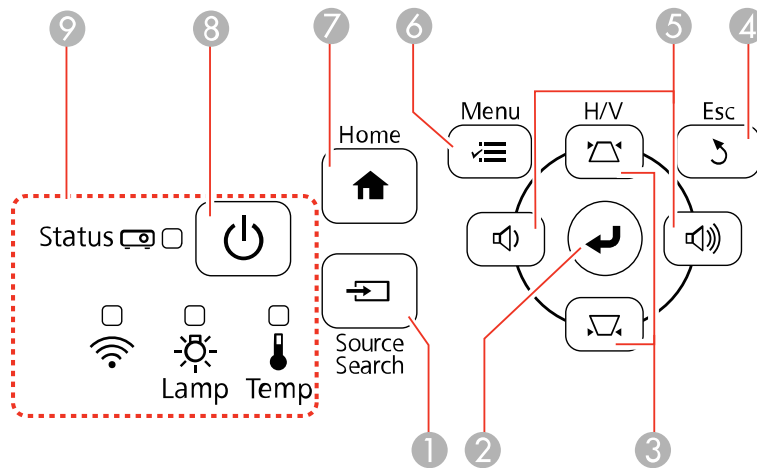 9 8 7 6 5 4
Menu H/V Esc
Home
Status
Source
Search
Lamp Temp
1 2 3